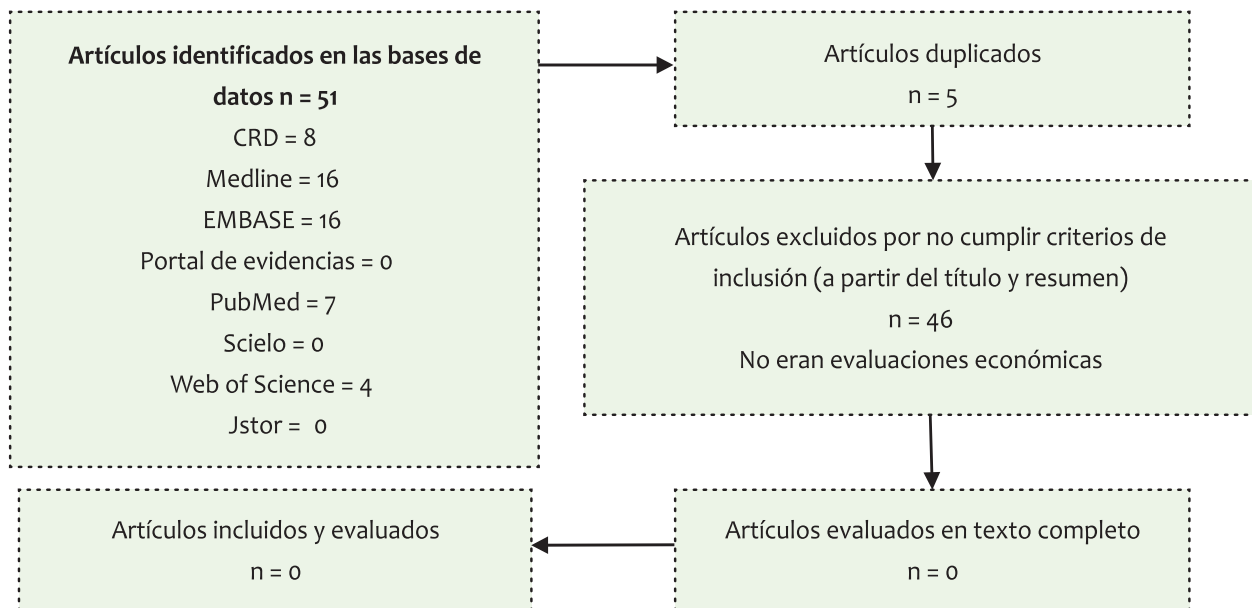 Artículos identificados en las bases de
datos n = 51
CRD = 8
Medline = 16
EMBASE = 16
Portal de evidencias = 0
PubMed = 7
Scielo = 0
Web of Science = 4
Jstor = 0
Artículos duplicados
n = 5
Artículos excluidos por no cumplir criterios de
inclusión (a partir del título y resumen)
n = 46
No eran evaluaciones económicas
Artículos evaluados en texto completo
n = 0
Artículos incluidos y evaluados
n = 0